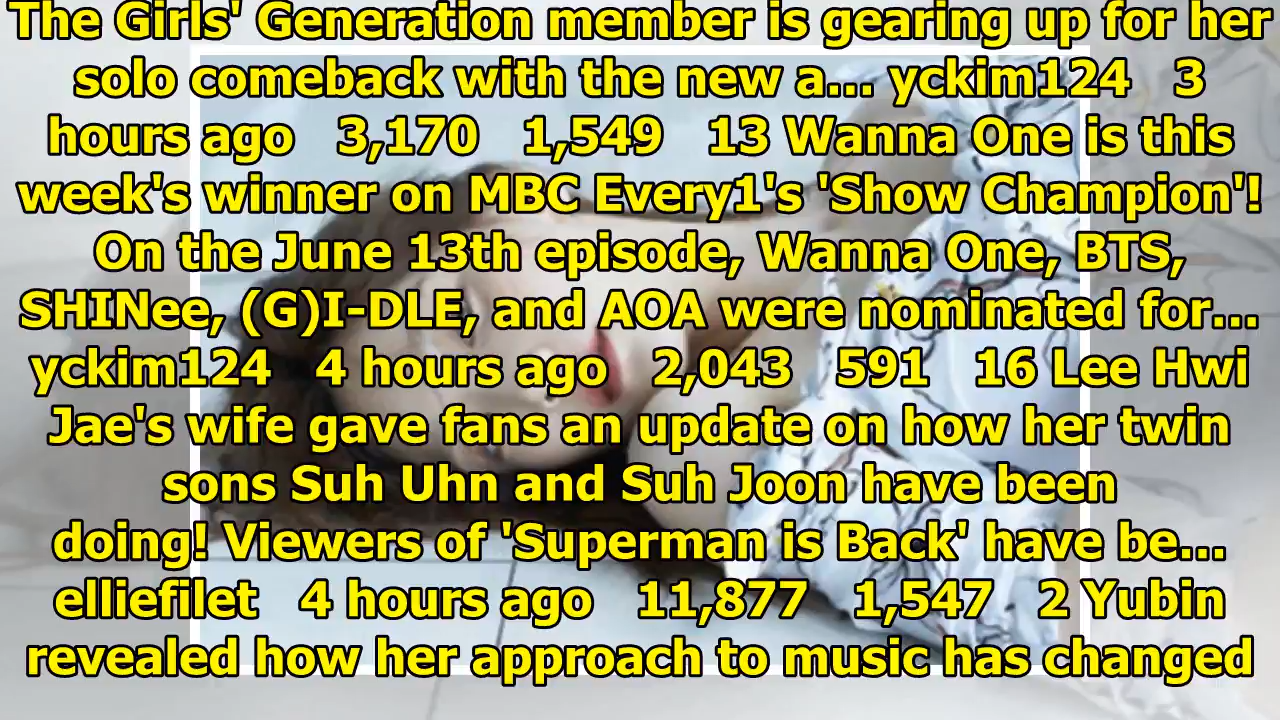 The Girls' Generation member is gearing up for her
solo comeback with the new a... yckim124 3
hours ago 3,170 1,549 13 Wanna One is this
week's winner on MBC Every1's 'Show Champion'!
On the June 13th episode, Wanna One, BTS,
SHINee, (G)I-DLE, and AOA were nominated for...
yckim124 4 hours ago 2,043 591 16 Lee Hwi
Jae's wife gave fans an update on how her twin
sons Suh Uhn and Suh Joon have been
doing! Viewers of 'Superman is Back' have be...
elliefilet 4 hours ago 11,877 1,547 2 Yubin
revealed how her approach to music has changed